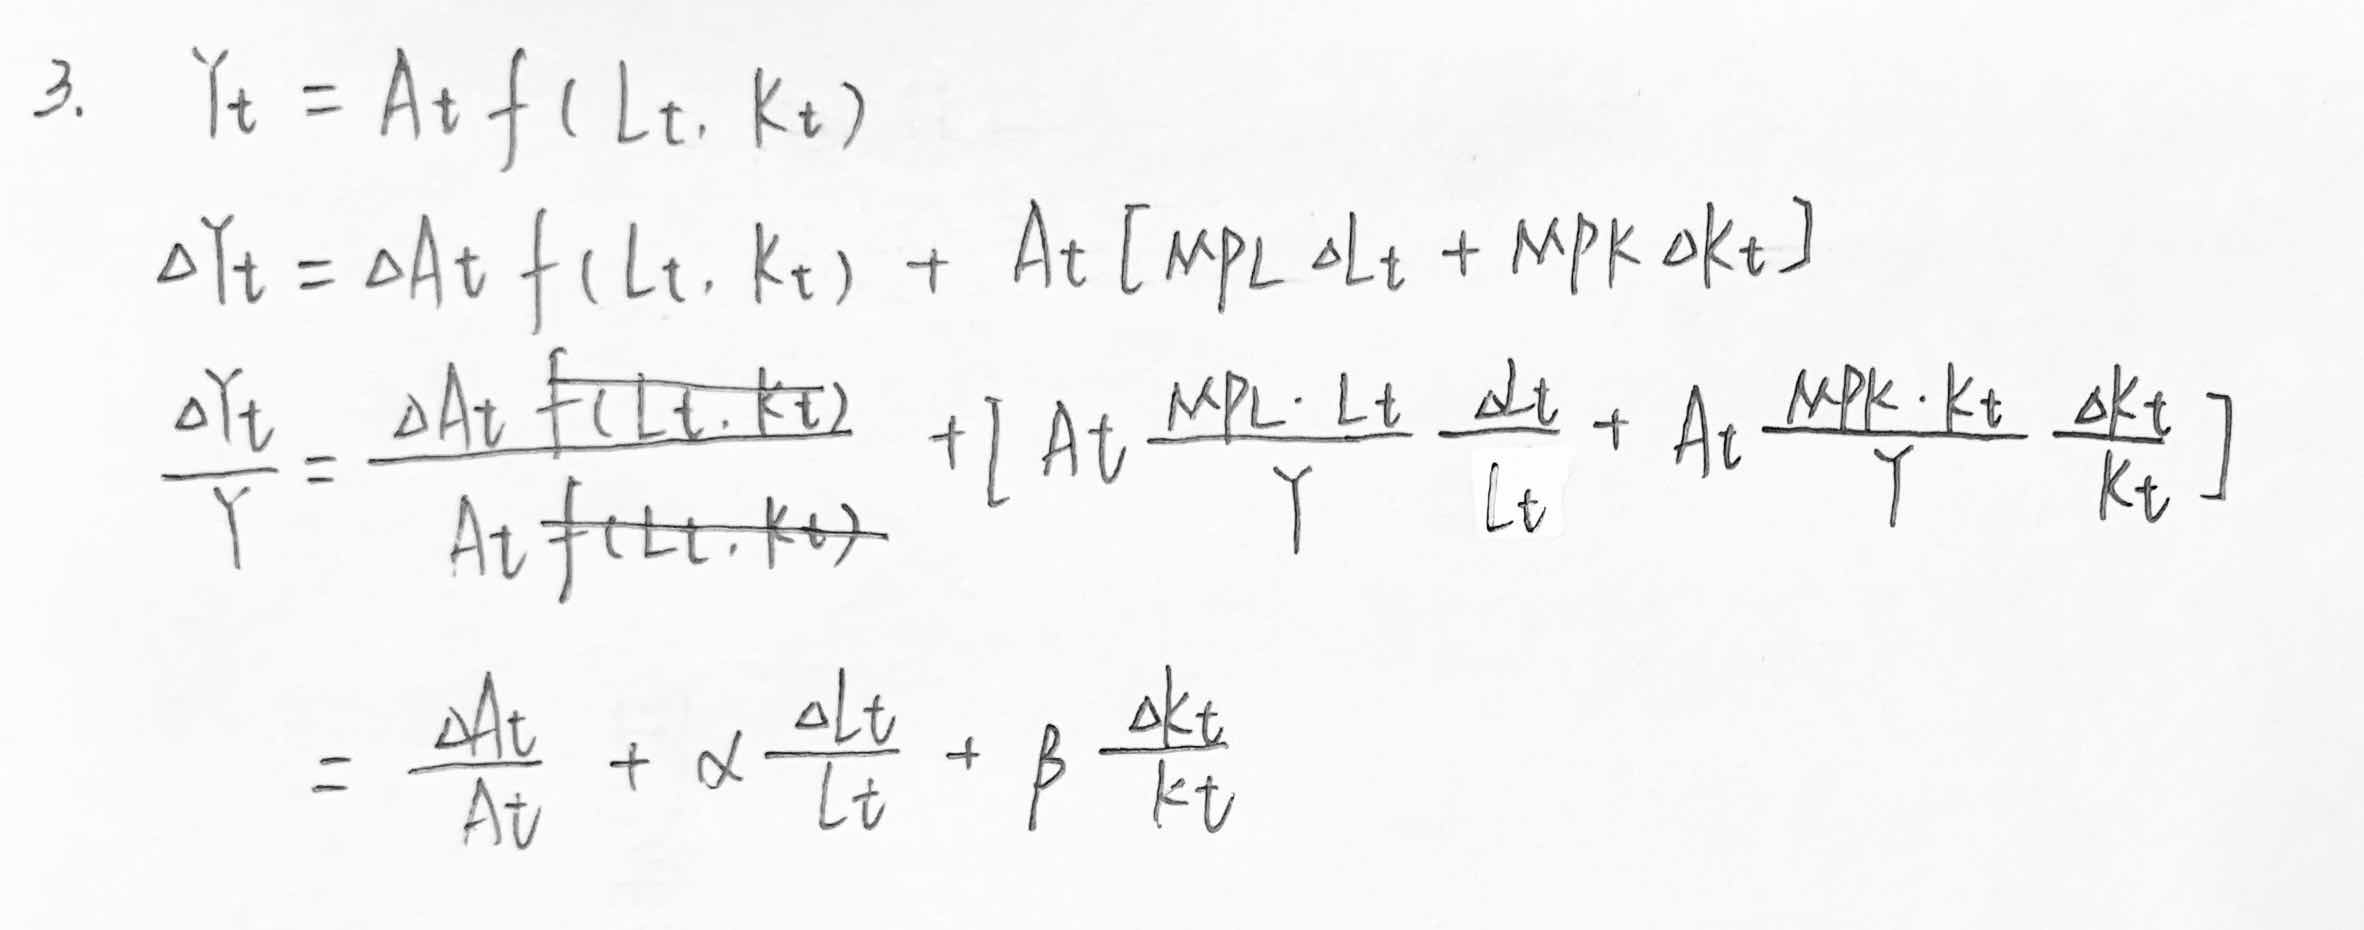 3. Yt = At f(Lt, Kt)
ΔYt = ΔAt f(Lt, Kt) + At [MPL ΔLt + MPK ΔKt]
ΔYt/Y = ΔAt f(Lt, Kt)/At f(Lt, Kt) + [At MPL · Lt/Y ΔLt/Lt + At MPK · Kt/Y ΔKt/Kt]
= ΔAt/At + α ΔLt/Lt + β ΔKt/Kt